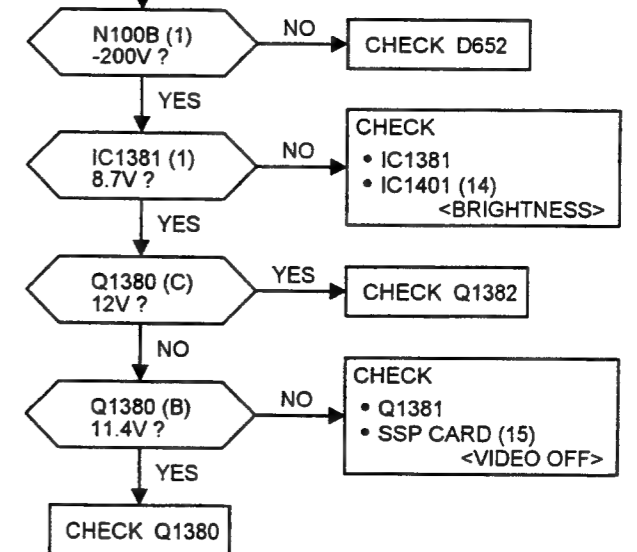 N100B (1)
-200V ?
NO
CHECK D652
YES
IC1381 (1)
8.7V ?
NO
CHECK
• IC1381
• IC1401 (14)
<BRIGHTNESS>
YES
Q1380 (C)
12V ?
YES
CHECK Q1382
NO
Q1380 (B)
11.4V ?
NO
CHECK
• Q1381
• SSP CARD (15)
<VIDEO OFF>
YES
CHECK Q1380